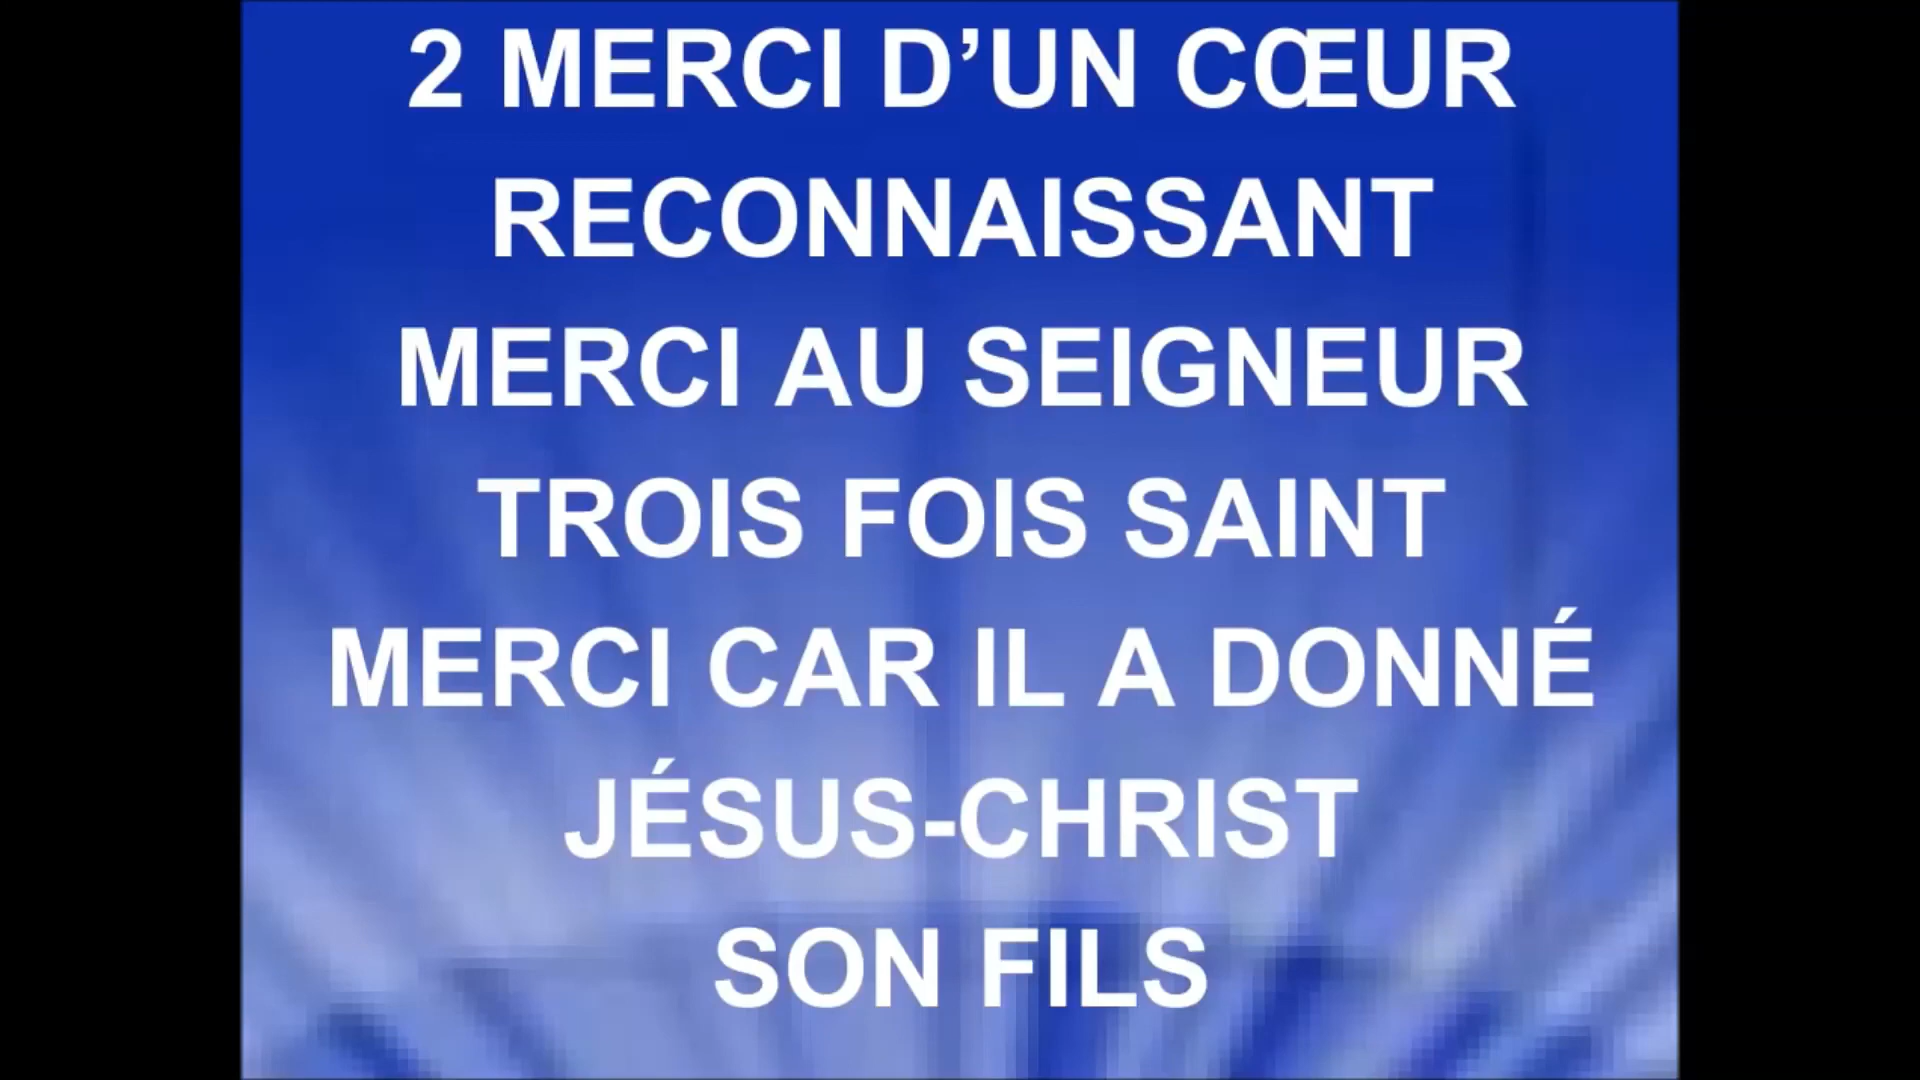 2 MERCI D’UN CŒUR
RECONNAISSANT
MERCI AU SEIGNEUR
TROIS FOIS SAINT
MERCI CAR IL A DONNÉ
JÉSUS-CHRIST
SON FILS